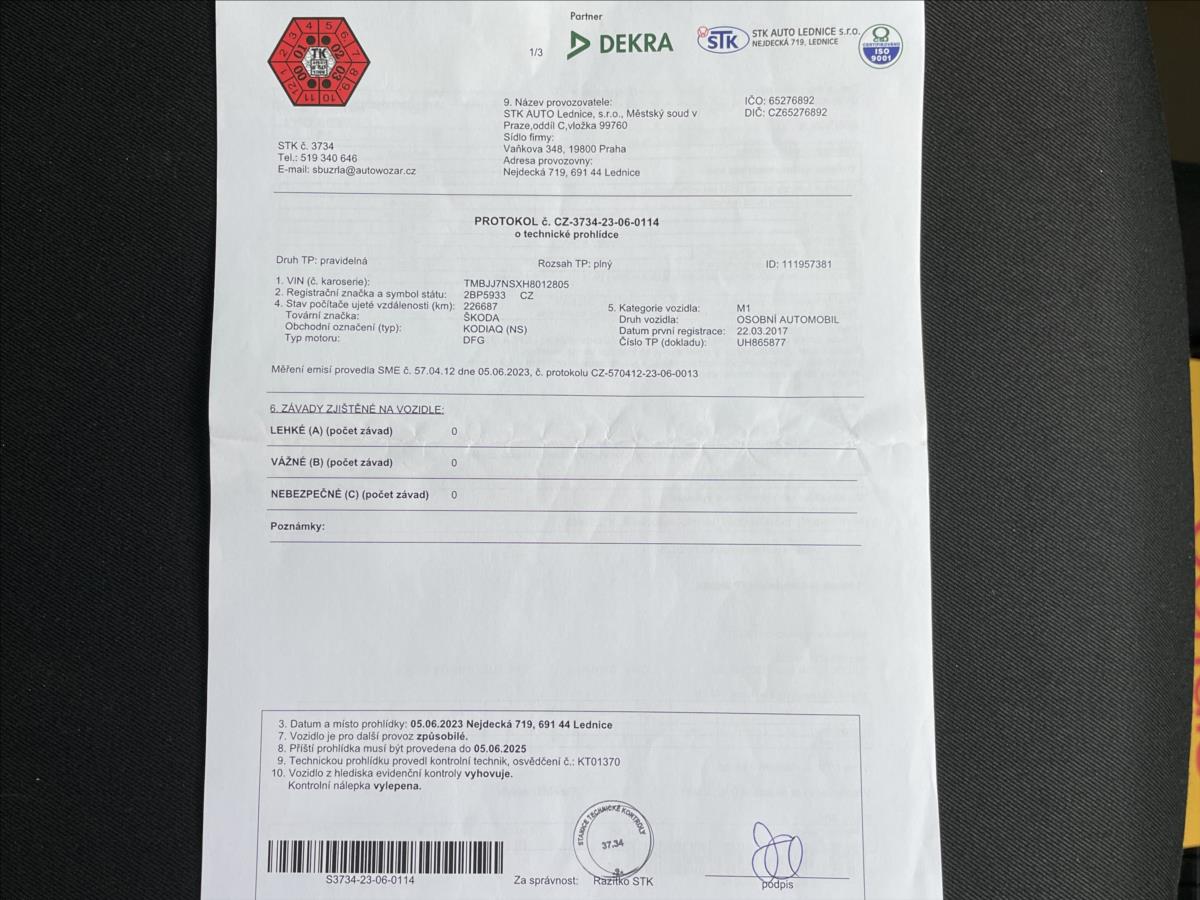 Partner
1/3
DEKRA
STK
STK AUTO LEDNICE s.r.o.
NEJDECKÁ 719, LEDNICE
CERTIFIKOVÁNO
ISO
9001
TK
9. Název provozovatele:
STK AUTO Lednice, s.r.o., Městský soud v
Praze,oddíl C,vložka 99760
Sídlo firmy:
Vaňkova 348, 19800 Praha
Adresa provozovny:
Nejdecká 719, 691 44 Lednice
IČO: 65276892
DIČ: CZ65276892
STK č. 3734
Tel.: 519 340 646
E-mail: sbuzrla@autowozar.cz
PROTOKOL č. CZ-3734-23-06-0114
o technické prohlídce
Druh TP: pravidelná Rozsah TP: plný ID: 111957381
1. VIN (č. karoserie): TMBJJ7NSXH8012805
2. Registrační značka a symbol státu: 2BP5933 CZ
4. Stav počítače ujeté vzdálenosti (km): 226687 5. Kategorie vozidla: M1
Tovární značka: ŠKODA Druh vozidla: OSOBNÍ AUTOMOBIL
Obchodní označení (typ): KODIAQ (NS) Datum první registrace: 22.03.2017
Typ motoru: DFG Číslo TP (dokladu): UH865877
Měření emisí provedla SME č. 57.04.12 dne 05.06.2023, č. protokolu CZ-570412-23-06-0013
6. ZÁVADY ZJIŠTĚNÉ NA VOZIDLE:
LEHKÉ (A) (počet závad) 0
VÁŽNÉ (B) (počet závad) 0
NEBEZPEČNÉ (C) (počet závad) 0
Poznámky:
3. Datum a místo prohlídky: 05.06.2023 Nejdecká 719, 691 44 Lednice
7. Vozidlo je pro další provoz způsobilé.
8. Příští prohlídka musí být provedena do 05.06.2025
9. Technickou prohlídku provedl kontrolní technik, osvědčení č.: KT01370
10. Vozidlo z hlediska evidenční kontroly vyhovuje.
Kontrolní nálepka vylepena.
STANICE TECHNICKÉ KONTROLY
37.34
S3734-23-06-0114
Za správnost: Razítko STK
podpis